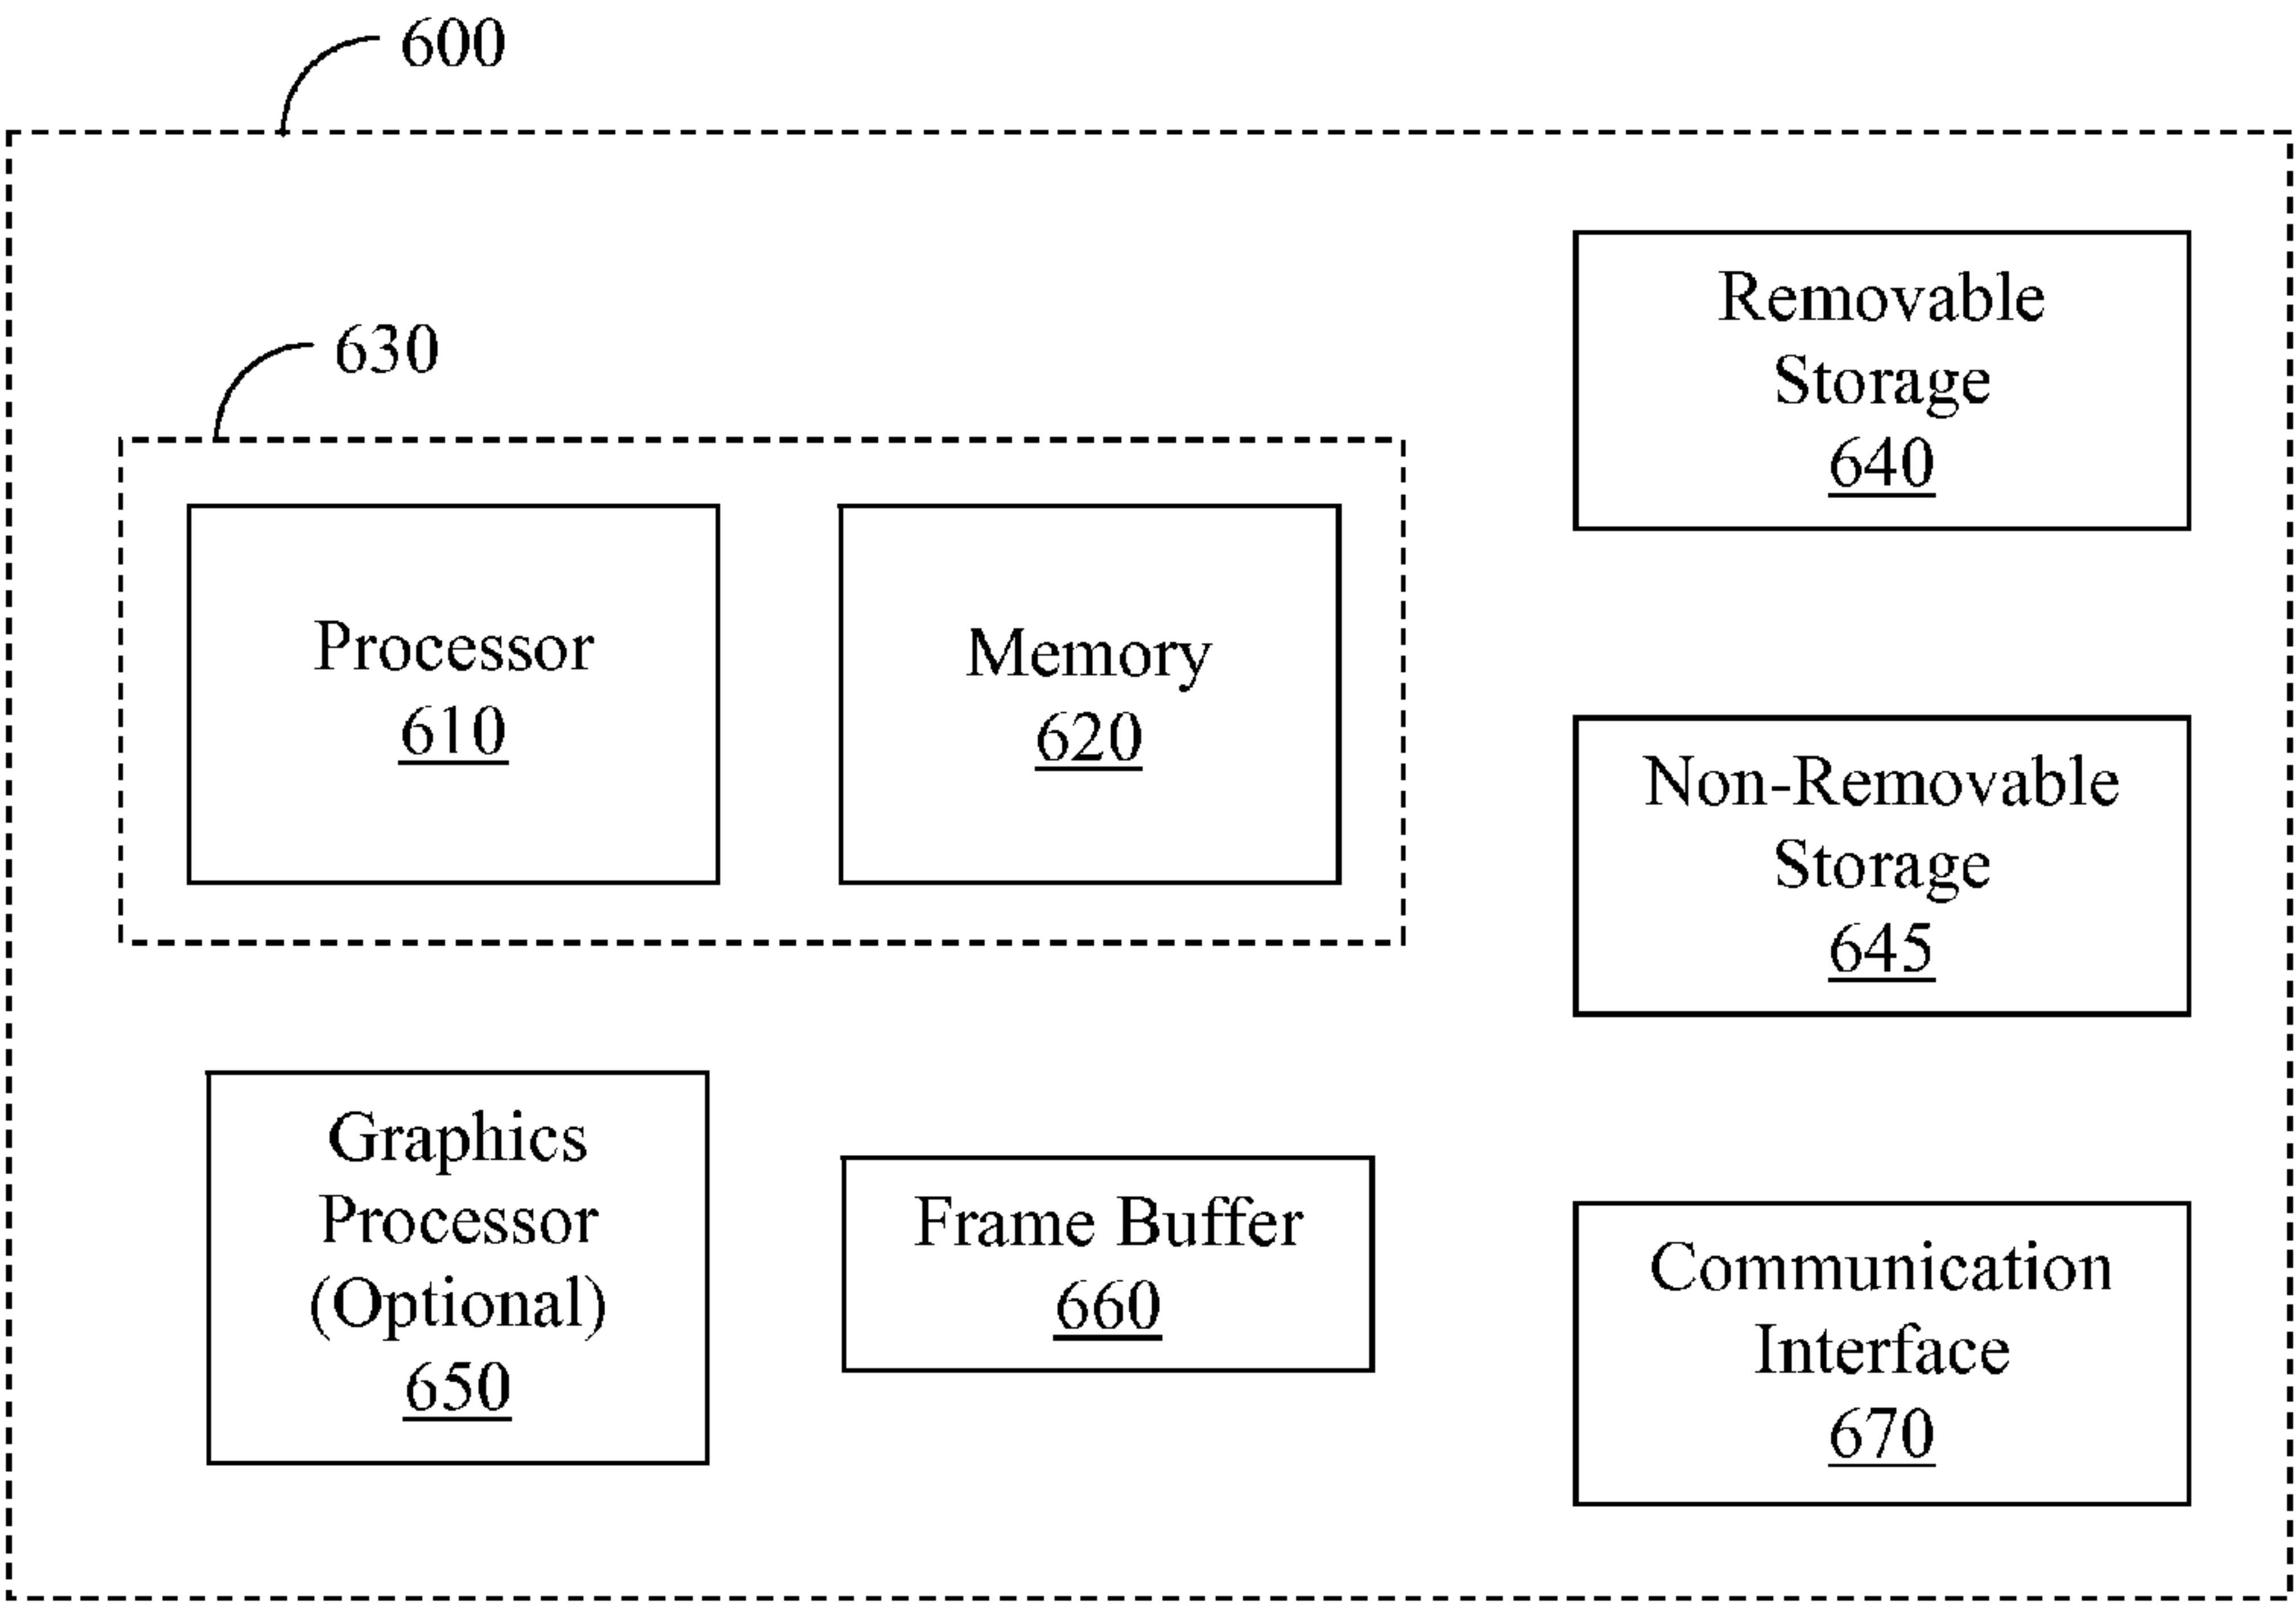 600
630
Processor
610
Memory
620
Removable
Storage
640
Non-Removable
Storage
645
Graphics
Processor
(Optional)
650
Frame Buffer
660
Communication
Interface
670